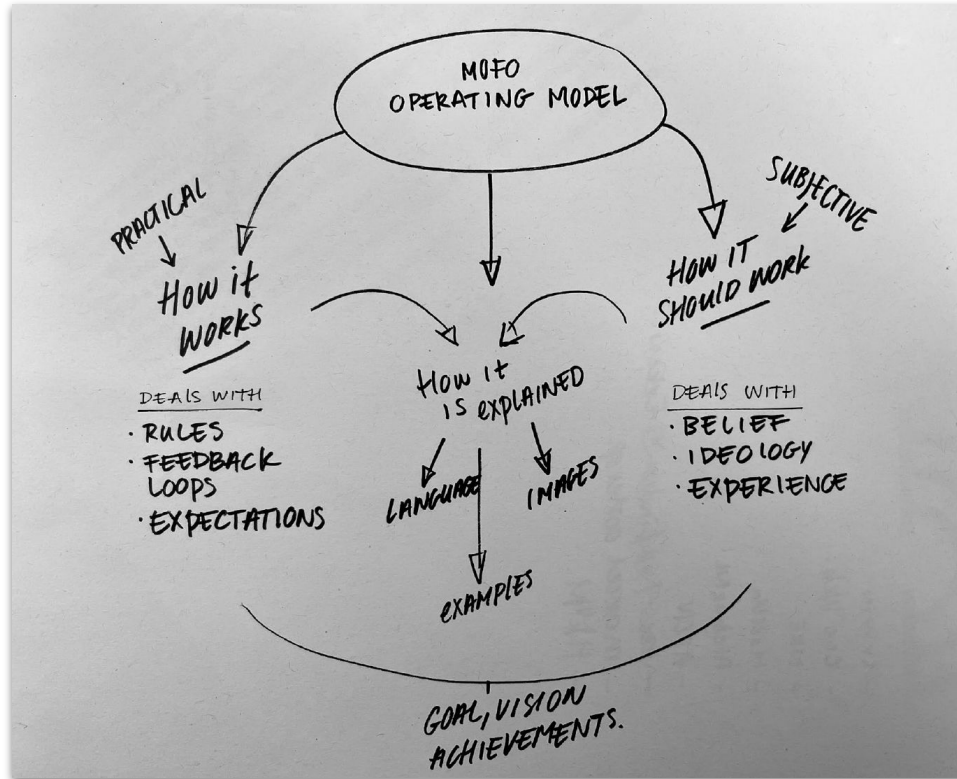 MOFO
OPERATING MODEL
PRACTICAL
How it
WORKS
DEALS WITH
· RULES
· FEEDBACK
LOOPS
· EXPECTATIONS
How it
IS EXPLAINED
LANGUAGE
IMAGES
EXAMPLES
SUBJECTIVE
HOW IT
SHOULD WORK
DEALS WITH
· BELIEF
· IDEOLOGY
· EXPERIENCE
GOAL, VISION
ACHIEVEMENTS.